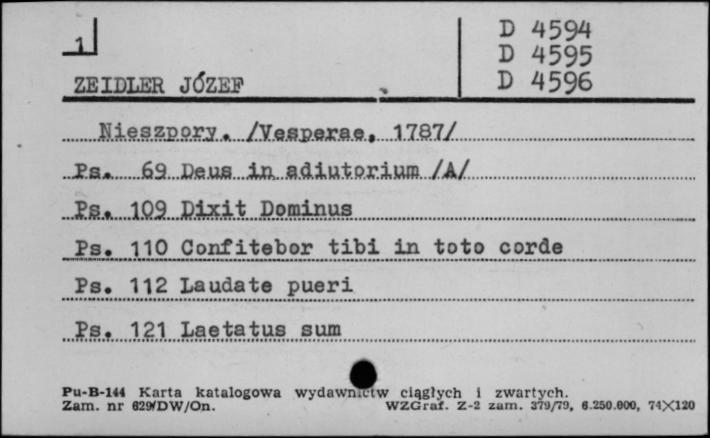 1
D 4594
D 4595
D 4596
ZEIDLER JÓZEF
Nieszpory. /Vesperae, 1787/
Ps. 69 Deus in adiutorium /A/
Ps. 109 Dixit Dominus
Ps. 110 Confitebor tibi in toto corde
Ps. 112 Laudate pueri
Ps. 121 Laetatus sum
Pu-B-144 Karta katalogowa wydawnictw ciągłych i zwartych.
Zam. nr 629/DW/On. WZGraf. Z-2 zam. 379/79, 6.250.000, 74×120